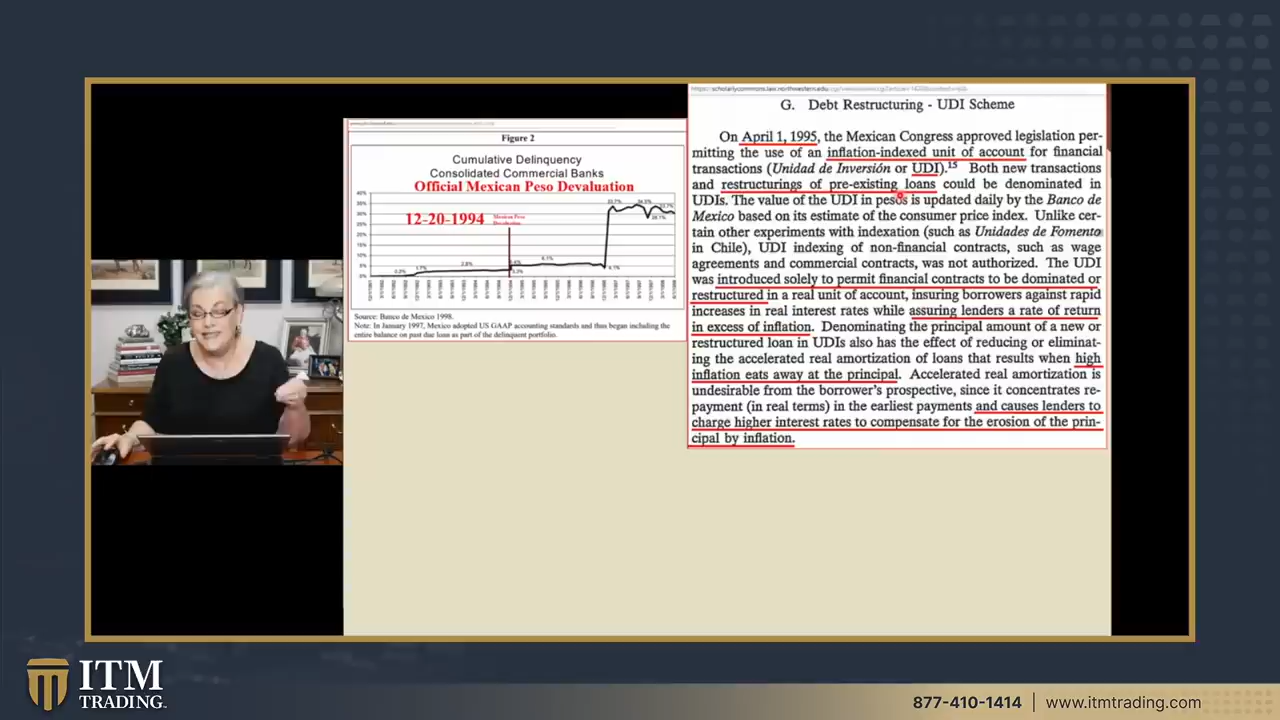 Figure 2
Cumulative Delinquency
Consolidated Commercial Banks
Official Mexican Peso Devaluation
12-20-1994
Mexican Peso
Devaluation
40%
35%
30%
25%
20%
15%
10%
5%
0%
Source: Banco de Mexico 1998.
Note: In January 1997, Mexico adopted US GAAP accounting standards and thus began including the
entire balance on past due loan as part of the delinquent portfolio.
G. Debt Restructuring - UDI Scheme
On April 1, 1995, the Mexican Congress approved legislation per-
mitting the use of an inflation-indexed unit of account for financial
transactions (Unidad de Inversión or UDI).15 Both new transactions
and restructurings of pre-existing loans could be denominated in
UDIs. The value of the UDI in pesos is updated daily by the Banco de
Mexico based on its estimate of the consumer price index. Unlike cer-
tain other experiments with indexation (such as Unidades de Fomento
in Chile), UDI indexing of non-financial contracts, such as wage
agreements and commercial contracts, was not authorized. The UDI
was introduced solely to permit financial contracts to be dominated or
restructured in a real unit of account, insuring borrowers against rapid
increases in real interest rates while assuring lenders a rate of return
in excess of inflation. Denominating the principal amount of a new or
restructured loan in UDIs also has the effect of reducing or eliminat-
ing the accelerated real amortization of loans that results when high
inflation eats away at the principal. Accelerated real amortization is
undesirable from the borrower's prospective, since it concentrates re-
payment (in real terms) in the earliest payments and causes lenders to
charge higher interest rates to compensate for the erosion of the prin-
cipal by inflation.
ITM
TRADING
877-410-1414 | www.itmtrading.com